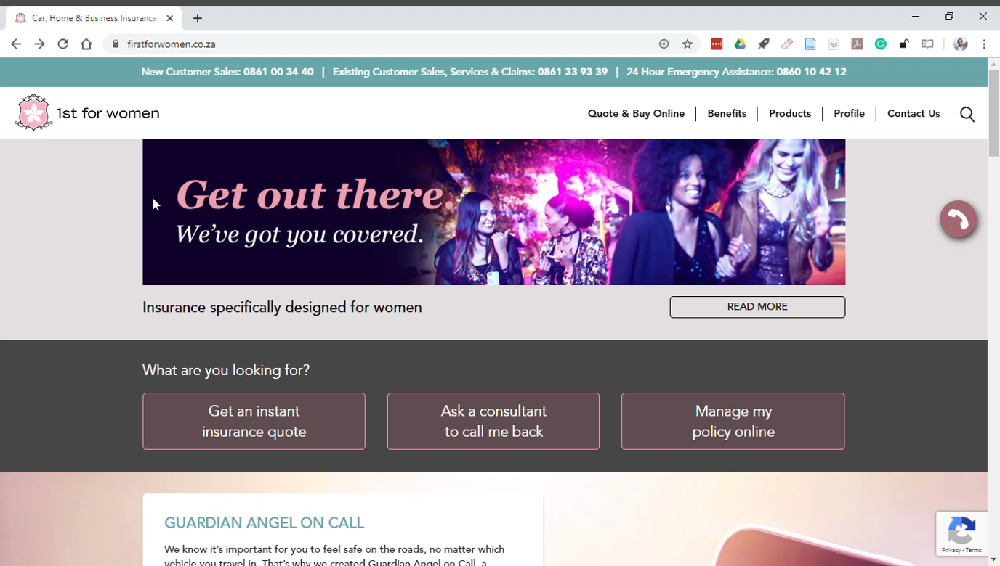 Car, Home & Business Insurance
firstforwomen.co.za
New Customer Sales: 0861 00 34 40 | Existing Customer Sales, Services & Claims: 0861 33 93 39 | 24 Hour Emergency Assistance: 0860 10 42 12
1st for women
Quote & Buy Online | Benefits | Products | Profile | Contact Us
Get out there.
We've got you covered.
Insurance specifically designed for women
READ MORE
What are you looking for?
Get an instant
insurance quote
Ask a consultant
to call me back
Manage my
policy online
GUARDIAN ANGEL ON CALL
We know it's important for you to feel safe on the roads, no matter which
vehicle you travel in. That's why we created Guardian Angel on Call, a
Privacy - Terms